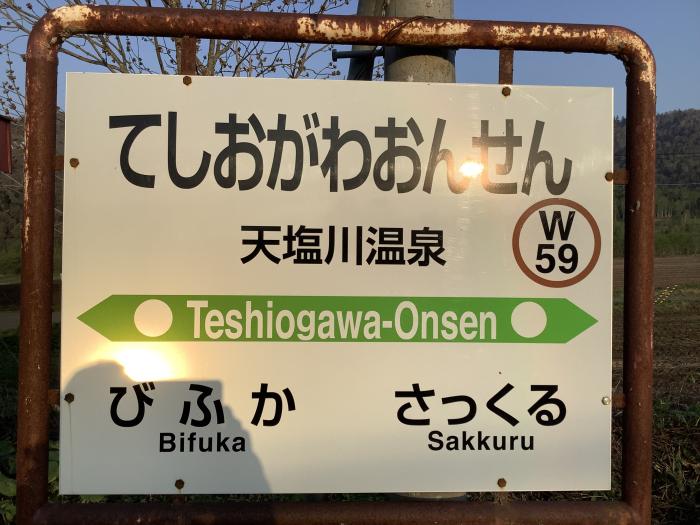 てしおがわおんせん
天塩川温泉
W
59
Teshiogawa-Onsen
びふか さっくる
Bifuka Sakkuru